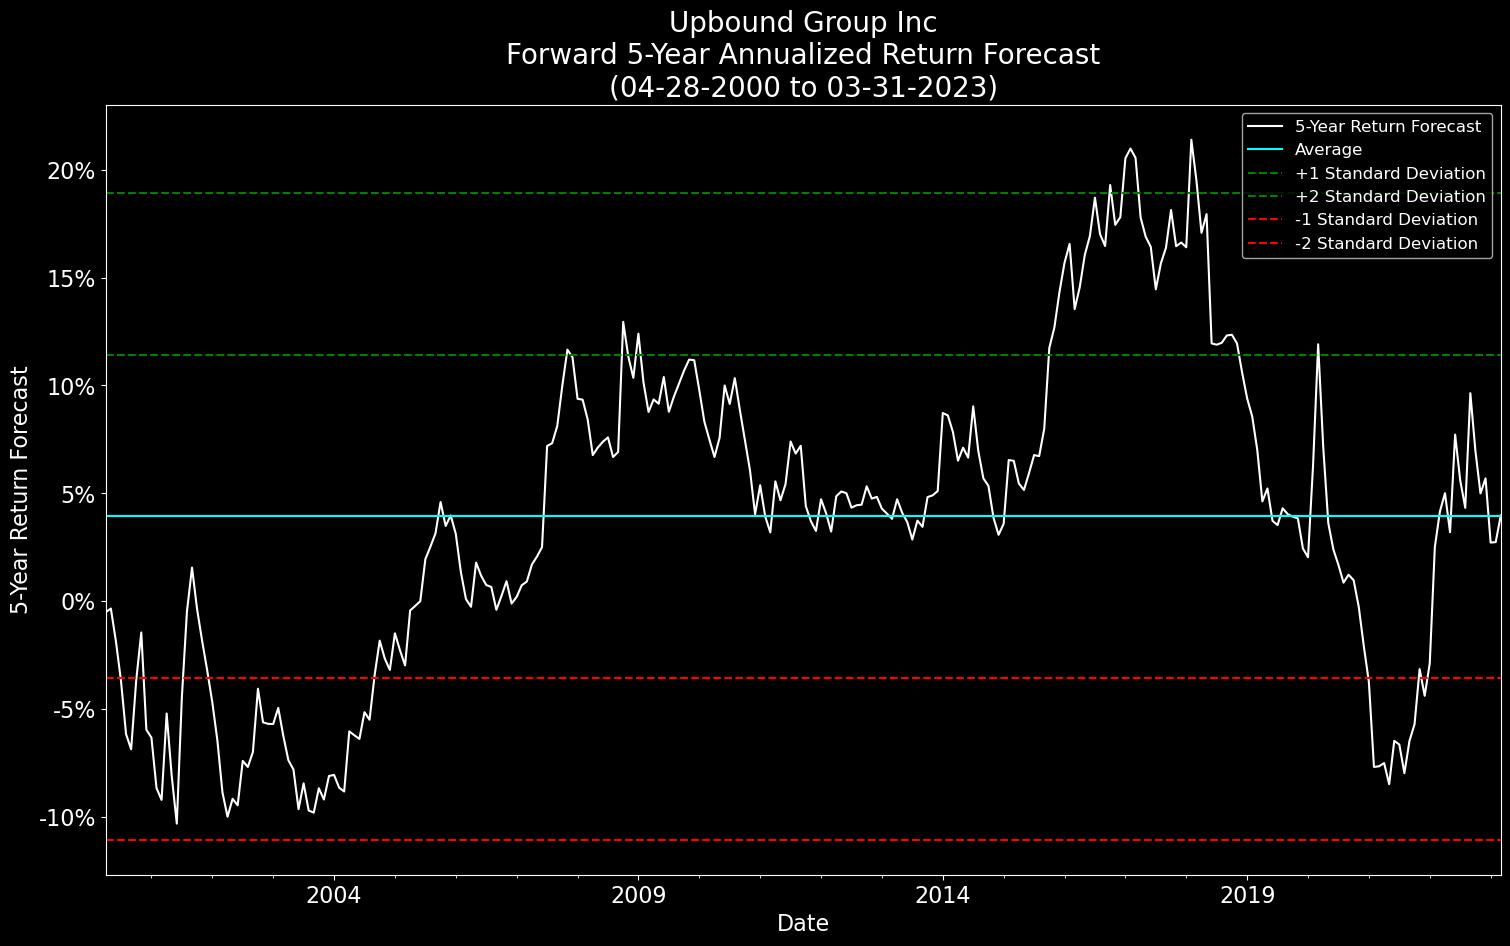 Upbound Group Inc
Forward 5-Year Annualized Return Forecast
(04-28-2000 to 03-31-2023)
5-Year Return Forecast
Average
+1 Standard Deviation
+2 Standard Deviation
-1 Standard Deviation
-2 Standard Deviation
20%
15%
10%
5%
0%
-5%
-10%
5-Year Return Forecast
2004
2009
2014
2019
Date